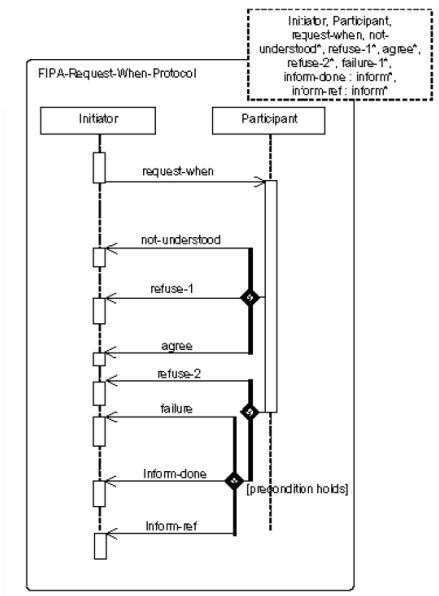 Initiator, Participant,
request-when, not-
understood*, refuse-1*, agree*,
refuse-2*, failure-1*,
inform-done : inform*,
inform-ref : inform*
FIPA-Request-When-Protocol
Initiator
Participant
request-when
not-understood
refuse-1
agree
refuse-2
failure
Inform-done
[precondition holds]
Inform-ref